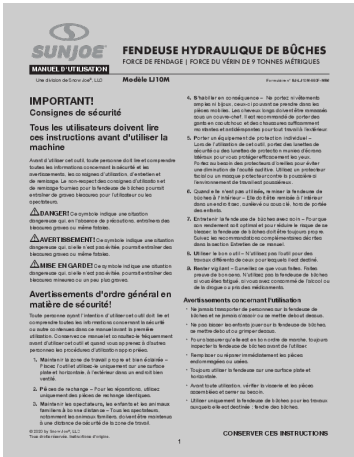 SUNJOE®
MANUEL D'UTILISATION
Une division de Snow Joe®, LLC
FENDEUSE HYDRAULIQUE DE BÛCHES
FORCE DE FENDAGE | FORCE DU VÉRIN DE 9 TONNES MÉTRIQUES
Modèle LJ10M
IMPORTANT!
Consignes de sécurité
Tous les utilisateurs doivent lire
ces instructions avant d'utiliser la
machine
Avant d'utiliser cet outil, toute personne doit lire et comprendre
toutes les informations concernant la sécurité et les
avertissements, les consignes d'utilisation, d'entretien et
de remisage. Le non-respect des consignes d'utilisation et
de remisage fournies pour la fendeuse de bûches pourrait
entraîner de graves blessures pour l'utilisateur ou les
spectateurs.
DANGER! Ce symbole indique une situation
dangereuse qui, en l'absence de précautions, entraînera des
blessures graves ou même fatales.
AVERTISSEMENT! Ce symbole indique une situation
dangereuse qui, si elle n'est pas évitée, pourrait entraîner des
blessures graves ou même fatales.
MISE EN GARDE! Ce symbole indique une situation
dangereuse qui, si elle n'est pas évitée, pourrait entraîner des
blessures mineures ou un peu plus graves.
Avertissements d'ordre général en
matière de sécurité!
Toute personne ayant l'intention d'utiliser cet outil doit lire et
comprendre toutes les informations concernant la sécurité
ou autre contenues dans ce manuel avant la première
utilisation. Conservez ce manuel et consultez-le fréquemment
avant d'utiliser cet outil et quand vous apprenez à d'autres
personnes les procédures d'utilisation appropriées.
1. Maintenir la zone de travail propre et bien éclairée –
Placez l'outil et utilisez-le uniquement sur une surface plate et
horizontale, à l'extérieur dans un endroit bien
ventilé.
2. Pièces de rechange – Pour les réparations, utilisez
uniquement des pièces de rechange identiques.
3. Maintenir les spectateurs, les enfants et les animaux
familiers à bonne distance – Tous les spectateurs,
notamment les animaux familiers, doivent être maintenus
à une distance de sécurité de la zone de travail.
4. S'habiller en conséquence – Ne portez ni vêtements
amples ni bijoux, ceux-ci pouvant se prendre dans les
pièces mobiles. Les cheveux longs doivent être ramassés
sous un couvre-chef. Il est recommandé de porter des
gants en caoutchouc et des chaussures suffisamment
montantes et antidérapantes pour tout travail à l'extérieur.
5. Porter un équipement de protection individuel –
Lors de l'utilisation de cet outil, portez des lunettes de
sécurité ou des lunettes de protection munies d'écrans
latéraux pour vous protéger efficacement les yeux.
Portez au besoin des protecteurs d'oreilles pour éviter
une diminution de l'acuité auditive. Utilisez un protecteur
facial ou un masque protecteur contre la poussière si
l'environnement de travail est poussiéreux.
6. Quand elle n'est pas utilisée, remiser la fendeuse de
bûches à l'intérieur – Elle doit être remisée à l'intérieur
dans un endroit sec, surélevé ou sous clé, hors de portée
des enfants.
7. Entretenir la fendeuse de bûches avec soin – Pour que
son rendement soit optimal et pour réduire le risque de se
blesser, la fendeuse de bûches doit être toujours propre.
Suivez les recommandations complémentaires décrites
dans la section Entretien de ce manuel.
8. Utiliser le bon outil – N'utilisez pas l'outil pour des
travaux différents de ceux pour lesquels il est destiné.
9. Rester vigilant – Surveillez ce que vous faites. Faites
preuve de bon sens. N'utilisez pas la fendeuse de bûches
si vous êtes fatigué, si vous avez consommé de l'alcool ou
de la drogue ou pris des médicaments.
Avertissements concernant l'utilisation
• Ne jamais transporter de personnes sur la fendeuse de
bûches et ne jamais s'asseoir ou se mettre debout dessus.
• Ne pas laisser les enfants jouer sur la fendeuse de bûches,
se mettre debout ou grimper dessus.
• Pour s'assurer qu'elle est en bon ordre de marche, toujours
inspecter la fendeuse de bûches avant de l'utiliser.
• Remplacer ou réparer immédiatement les pièces
endommagées ou usées.
• Toujours utiliser la fendeuse sur une surface plate et
horizontale.
• Avant toute utilisation, vérifier la visserie et les pièces
assemblées et serrer au besoin.
• Utiliser uniquement la fendeuse de bûches pour les travaux
auxquels elle est destinée : fendre des bûches.
Tous droits réservés. Instructions d'origine.
CONSERVER CES INSTRUCTIONS
1